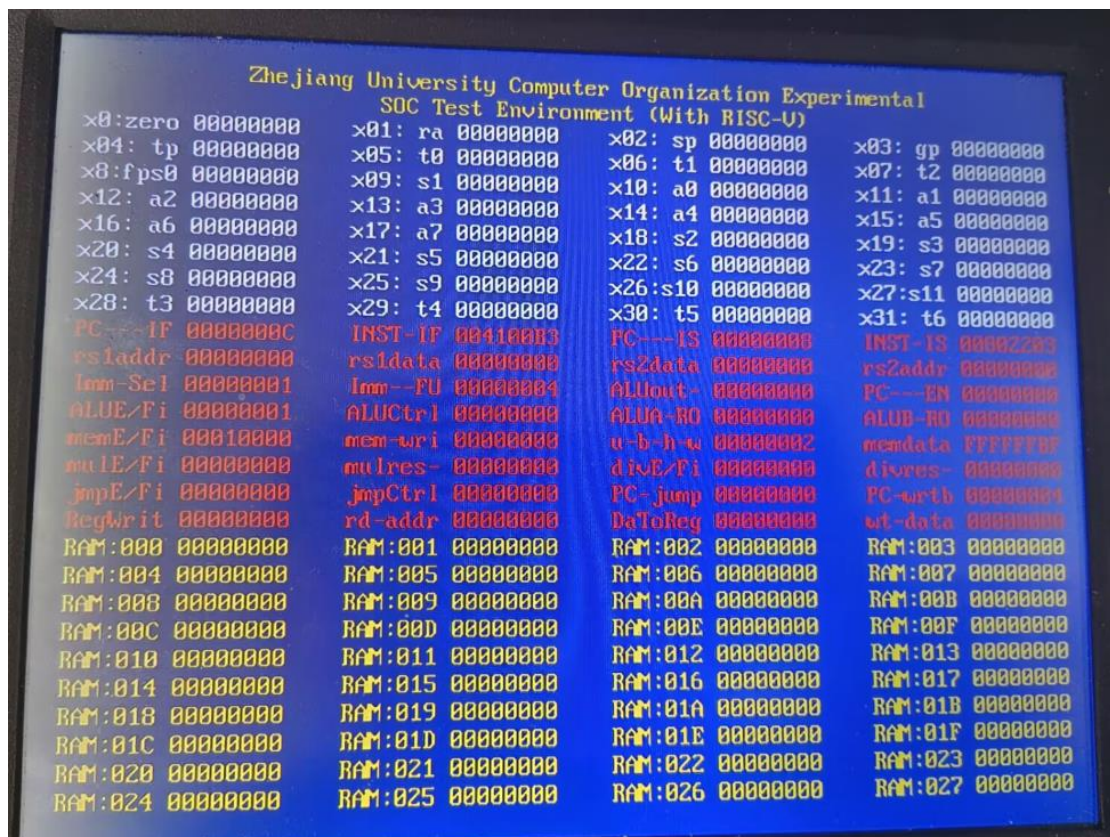 Zhejiang University Computer Organization Experimental
SOC Test Environment (With RISC-V)
x0:zero 00000000 x01: ra 00000000 x02: sp 00000000 x03: gp 00000000
x04: tp 00000000 x05: t0 00000000 x06: t1 00000000 x07: t2 00000000
x8:fps0 00000000 x09: s1 00000000 x10: a0 00000000 x11: a1 00000000
x12: a2 00000000 x13: a3 00000000 x14: a4 00000000 x15: a5 00000000
x16: a6 00000000 x17: a7 00000000 x18: s2 00000000 x19: s3 00000000
x20: s4 00000000 x21: s5 00000000 x22: s6 00000000 x23: s7 00000000
x24: s8 00000000 x25: s9 00000000 x26:s10 00000000 x27:s11 00000000
x28: t3 00000000 x29: t4 00000000 x30: t5 00000000 x31: t6 00000000
PC---IF 0000000C INST-IF 004100B3 PC---IS 00000008 INST-IS 00802203
rs1addr 00000000 rs1data 00000000 rs2data 00000000 rs2addr 00000000
Imm-Sel 00000001 Imm--FU 00000004 ALUout- 00000000 PC---EN 00000000
ALUE/Fi 00000001 ALUCtrl 00000000 ALUA-RO 00000000 ALUB-RO 00000000
memE/Fi 00010000 mem-wri 00000000 u-b-h-w 00000002 memdata FFFFFFBF
mulE/Fi 00000000 mulres- 00000000 divE/Fi 00000000 divres- 00000000
jmpE/Fi 00000000 jmpCtrl 00000000 PC-jump 00000000 PC-wrtb 00000004
RegWrit 00000000 rd-addr 00000000 DaToReg 00000000 wt-data 00000000
RAM:000 00000000 RAM:001 00000000 RAM:002 00000000 RAM:003 00000000
RAM:004 00000000 RAM:005 00000000 RAM:006 00000000 RAM:007 00000000
RAM:008 00000000 RAM:009 00000000 RAM:00A 00000000 RAM:00B 00000000
RAM:00C 00000000 RAM:00D 00000000 RAM:00E 00000000 RAM:00F 00000000
RAM:010 00000000 RAM:011 00000000 RAM:012 00000000 RAM:013 00000000
RAM:014 00000000 RAM:015 00000000 RAM:016 00000000 RAM:017 00000000
RAM:018 00000000 RAM:019 00000000 RAM:01A 00000000 RAM:01B 00000000
RAM:01C 00000000 RAM:01D 00000000 RAM:01E 00000000 RAM:01F 00000000
RAM:020 00000000 RAM:021 00000000 RAM:022 00000000 RAM:023 00000000
RAM:024 00000000 RAM:025 00000000 RAM:026 00000000 RAM:027 00000000